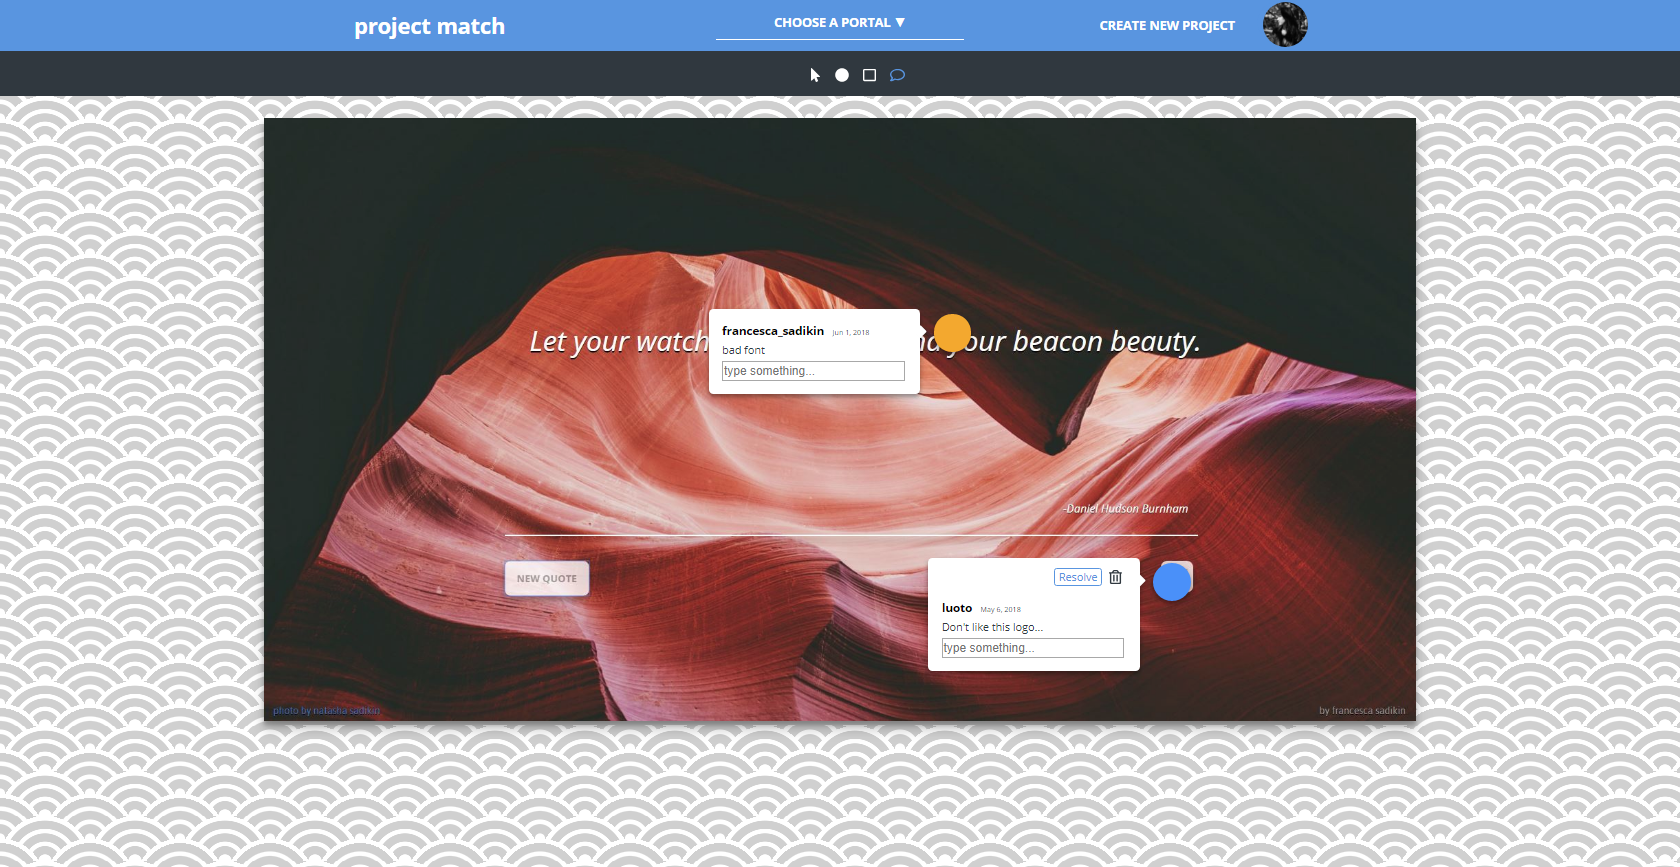 project match
CHOOSE A PORTAL ▼
CREATE NEW PROJECT
Let your watch
our beacon beauty.
francesca_sadikin Jun 1, 2018
bad font
type something...
-Daniel Hudson Burnham
NEW QUOTE
Resolve
luoto May 6, 2018
Don't like this logo...
type something...
photo by natasha sadikin
by francesca sadikin